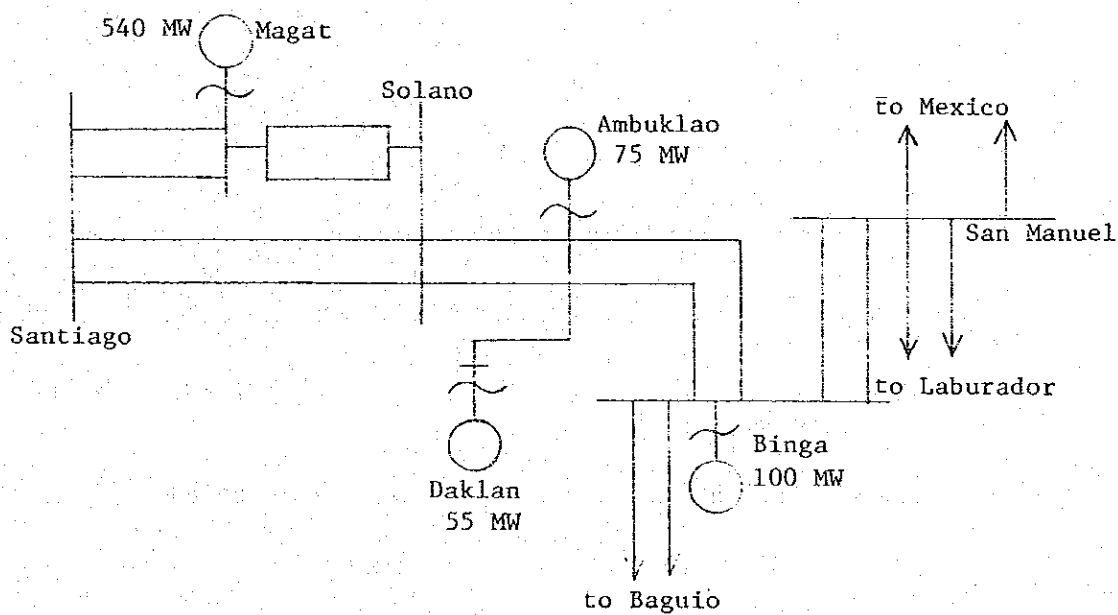 540 MW Magat
Solano
Ambuklao
75 MW
to Mexico
San Manuel
Santiago
to Laburador
Binga
100 MW
Daklan
55 MW
to Baguio